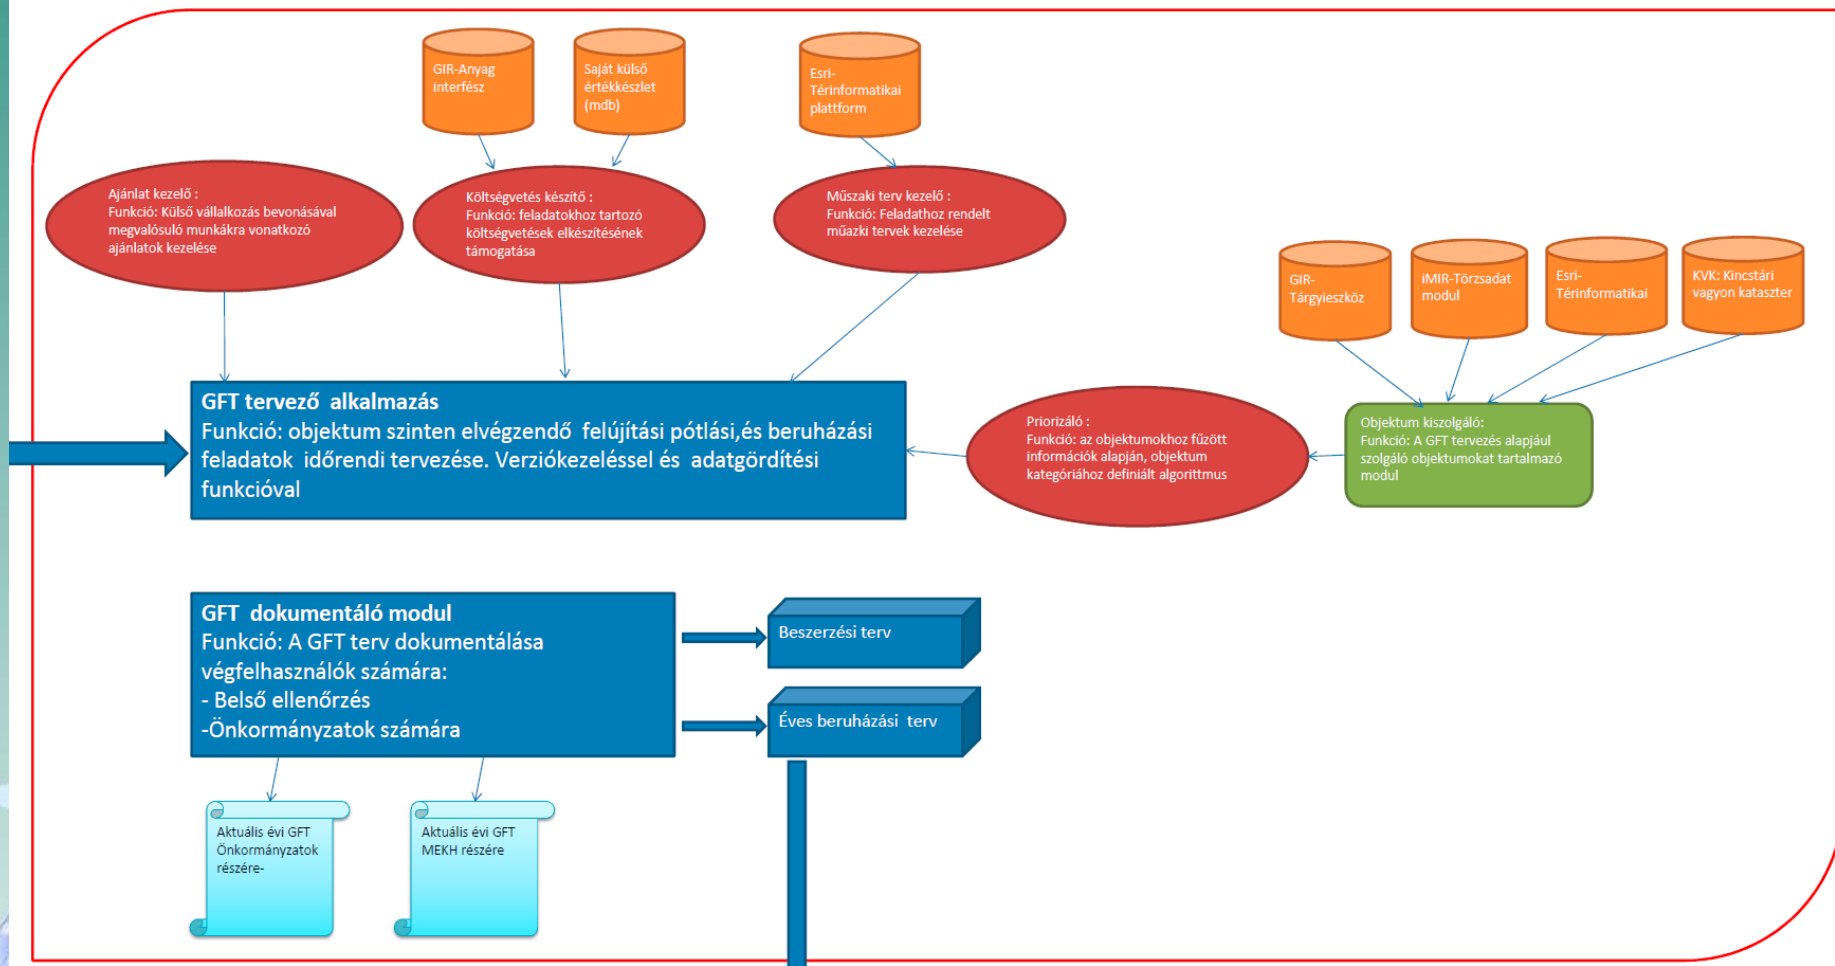 GIR-Anyag
interfész
Saját külső
értékkészlet
(mdb)
Esri-
Térinformatikai
plattform
Ajánlat kezelő :
Funkció: Külső vállalkozás bevonásával
megvalósuló munkákra vonatkozó
ajánlatok kezelése
Költségvetés készítő :
Funkció: feladatokhoz tartozó
költségvetések elkészítésének
támogatása
Műszaki terv kezelő :
Funkció: Feladathoz rendelt
műazki tervek kezelése
GIR-
Tárgyieszköz
iMIR-Törzsadat
modul
Esri-
Térinformatikai
KVK: Kincstári
vagyon kataszter
GFT tervező  alkalmazás
Funkció: objektum szinten elvégzendő  felújítási pótlási,és beruházási
feladatok  időrendi tervezése. Verziókezeléssel és  adatgördítési
funkcióval
Priorizáló :
Funkció: az objektumokhoz fűzött
információk alapján, objektum
kategóriához definiált algorittmus
Objektum kiszolgáló:
Funkció: A GFT tervezés alapjául
szolgáló objektumokat tartalmazó
modul
GFT  dokumentáló modul
Funkció: A GFT terv dokumentálása
végfelhasználók számára:
- Belső ellenőrzés
-Önkormányzatok számára
Beszerzési terv
Éves beruházási  terv
Aktuális évi GFT
Önkormányzatok
részére-
Aktuális évi GFT
MEKH részére